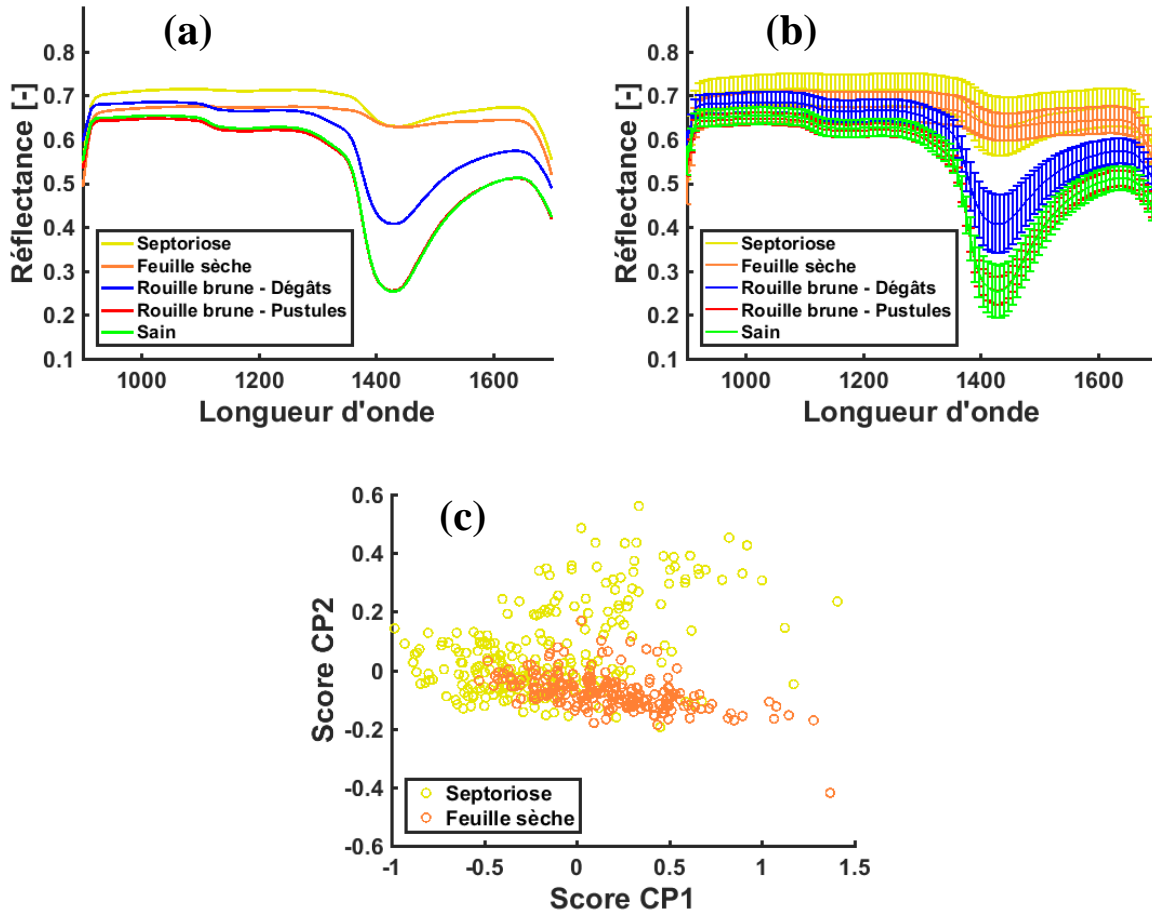 (a)
Réflectance [-]
0.8
0.7
0.6
0.5
0.4
0.3
0.2
0.1
Septoriose
Feuille sèche
Rouille brune - Dégâts
Rouille brune - Pustules
Sain
1000 1200 1400 1600
Longueur d'onde
(b)
Réflectance [-]
0.8
0.7
0.6
0.5
0.4
0.3
0.2
0.1
Septoriose
Feuille sèche
Rouille brune - Dégâts
Rouille brune - Pustules
Sain
1000 1200 1400 1600
Longueur d'onde
(c)
Score CP2
0.6
0.4
0.2
0
-0.2
-0.4
-0.6
Septoriose
Feuille sèche
-1 -0.5 0 0.5 1 1.5
Score CP1